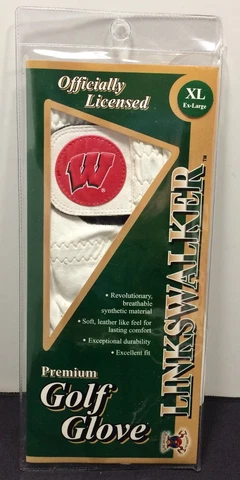 Officially
Licensed
XL
Ex-Large
W
LINKSWALKER™
• Revolutionary,
breathable
synthetic material
• Soft, leather like feel for
lasting comfort
• Exceptional durability
• Excellent fit
Premium
Golf
Glove